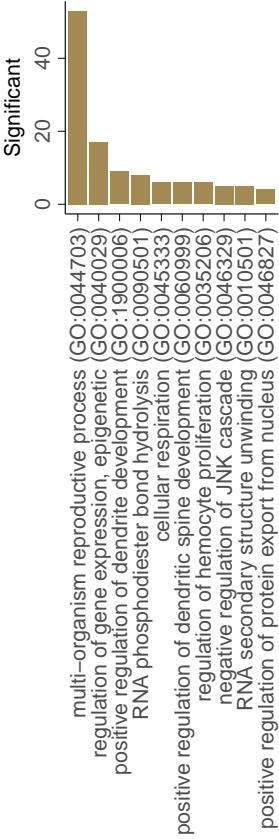 Significant
40
20
0
multi−organism reproductive process (GO:0044703)
regulation of gene expression, epigenetic (GO:0040029)
positive regulation of dendrite development (GO:1900006)
RNA phosphodiester bond hydrolysis (GO:0090501)
cellular respiration (GO:0045333)
positive regulation of dendritic spine development (GO:0060999)
regulation of hemocyte proliferation (GO:0035206)
negative regulation of JNK cascade (GO:0046329)
RNA secondary structure unwinding (GO:0010501)
positive regulation of protein export from nucleus (GO:0046827)